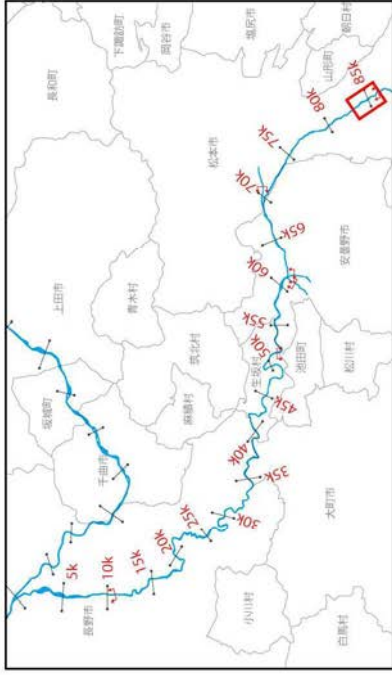 長和町
下諏訪町
岡谷市
塩尻市
朝日村
山形村
85k
80k
上田市
松本市
75k
70k
青木村
65k
安曇野市
坂城町
筑北村
60k
55k
生坂村
50k
池田町
松川村
麻績村
45k
千曲市
40k
35k
大町市
30k
25k
20k
5k
10k
15k
長野市
小川村
白馬村